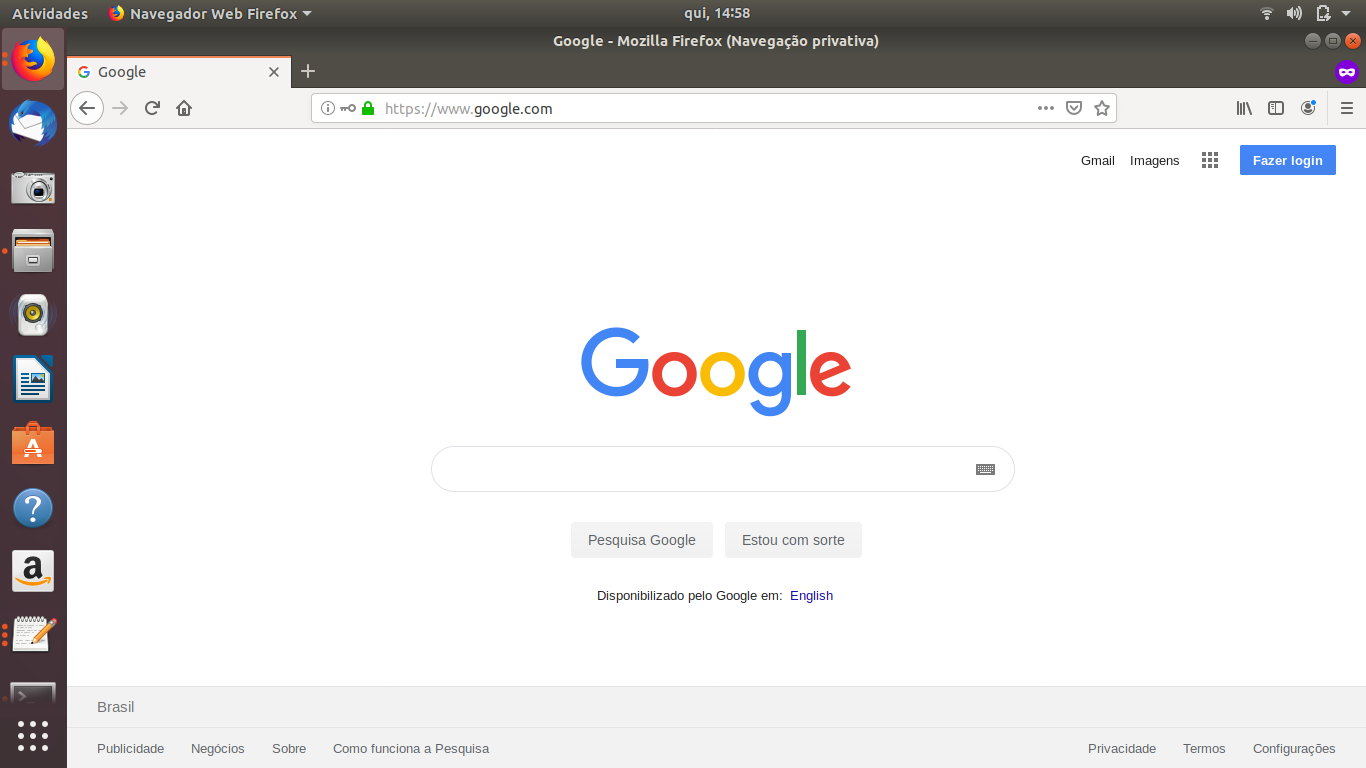 Atividades Navegador Web Firefox qui, 14:58
Google - Mozilla Firefox (Navegação privativa)
Google
https://www.google.com
Gmail Imagens Fazer login
Google
Pesquisa Google Estou com sorte
Disponibilizado pelo Google em: English
Brasil
Publicidade Negócios Sobre Como funciona a Pesquisa Privacidade Termos Configurações